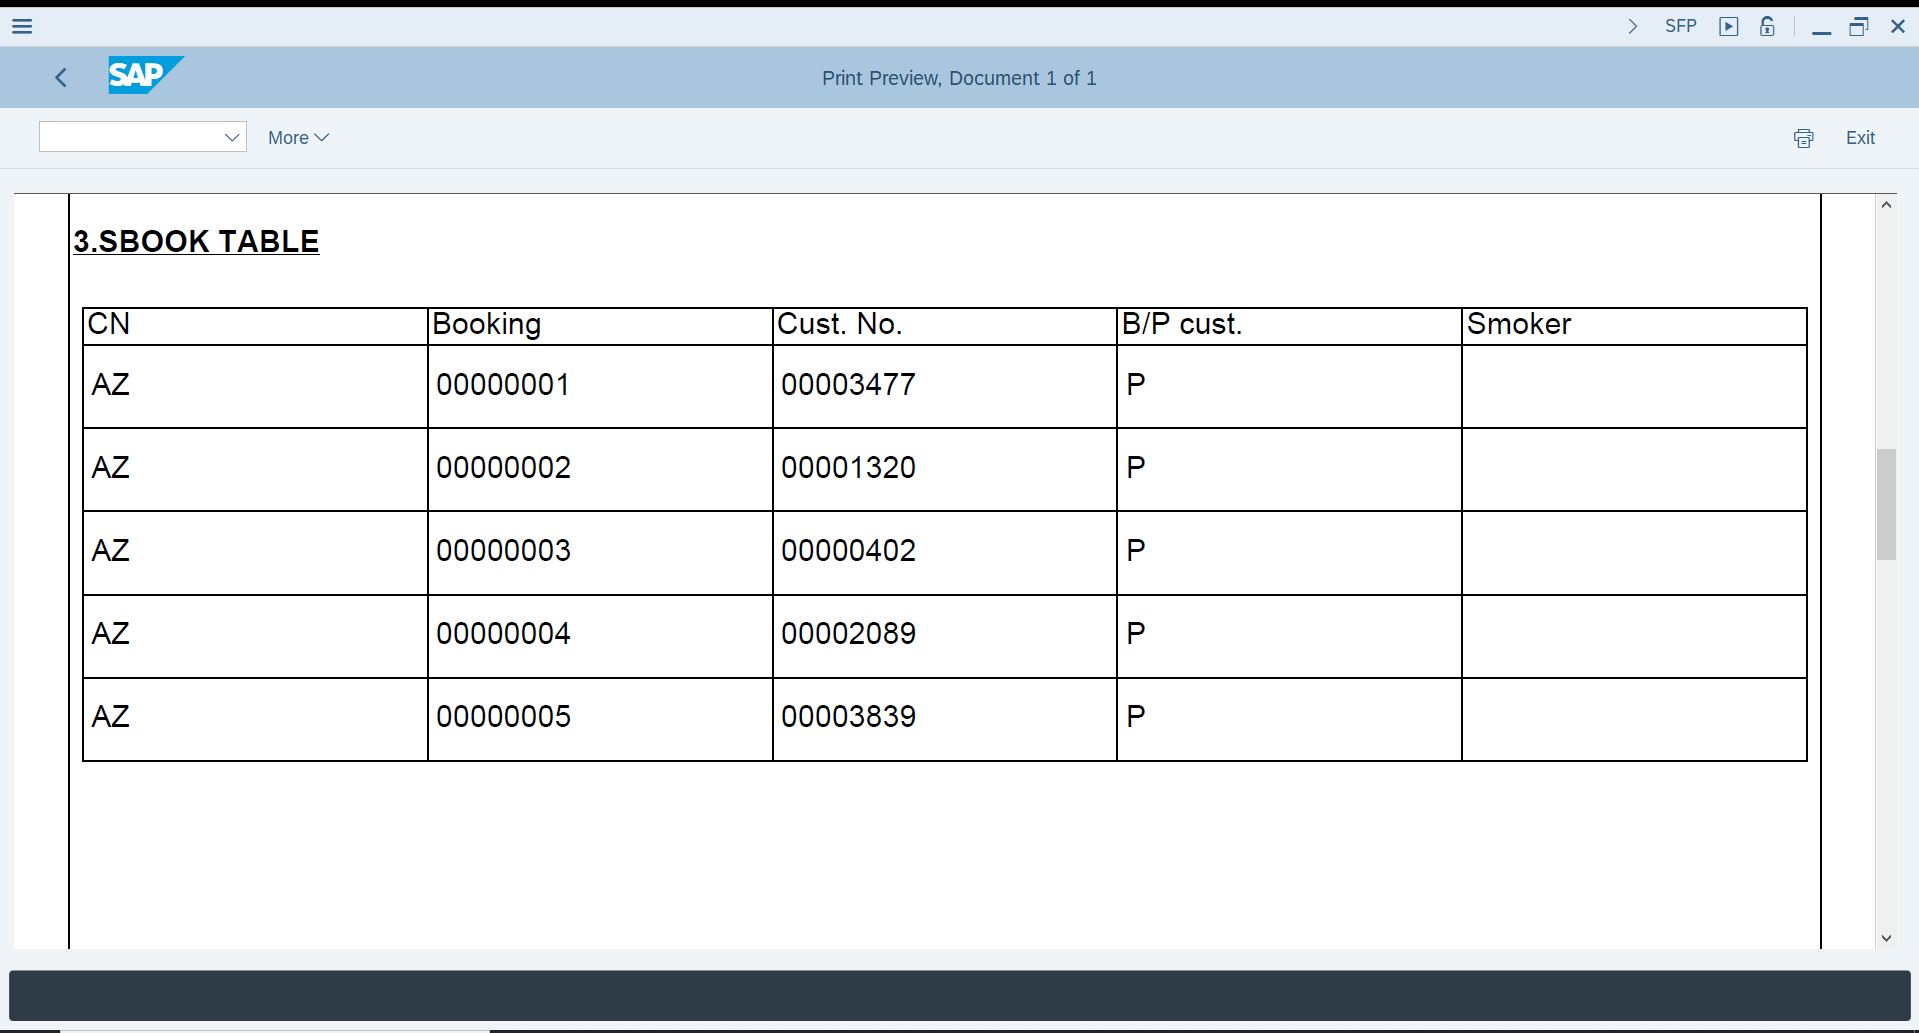 SFP
SAP
Print Preview, Document 1 of 1
More
Exit
3.SBOOK TABLE
CN Booking Cust. No. B/P cust. Smoker
AZ 00000001 00003477 P
AZ 00000002 00001320 P
AZ 00000003 00000402 P
AZ 00000004 00002089 P
AZ 00000005 00003839 P